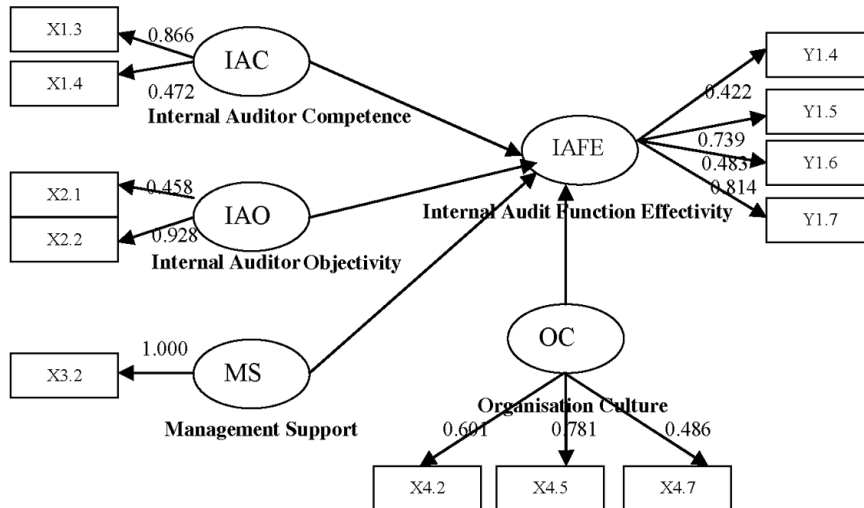 X1.3
0.866
IAC
X1.4
0.472
Internal Auditor Competence
Y1.4
0.422
Y1.5
IAFE
0.739
0.483
Y1.6
0.814
Y1.7
Internal Audit Function Effectivity
X2.1
0.458
IAO
X2.2
0.928
Internal Auditor Objectivity
X3.2
1.000
MS
Management Support
OC
Organisation Culture
0.601
0.781
0.486
X4.2
X4.5
X4.7